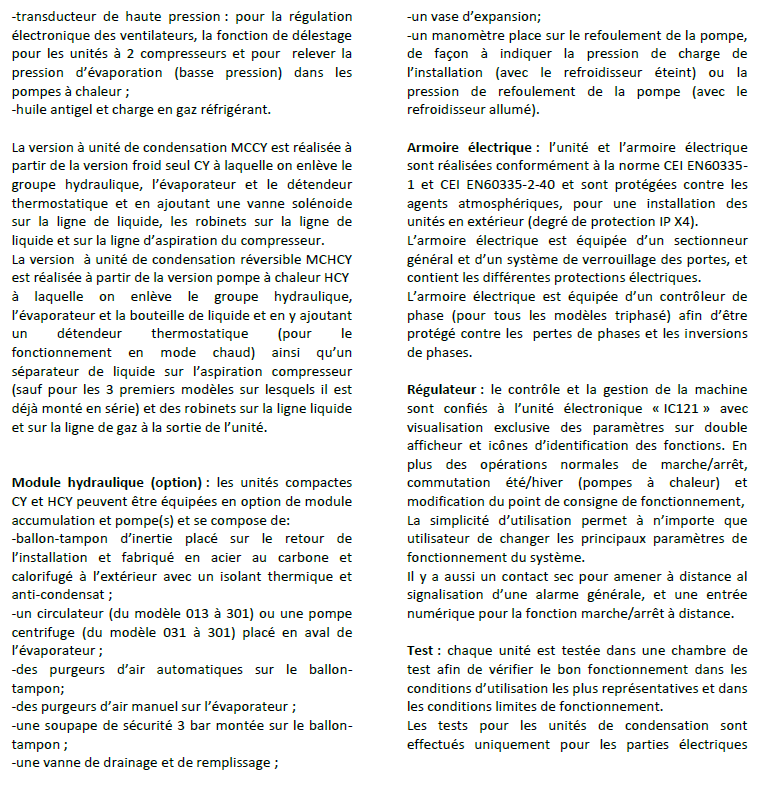 -transducteur de haute pression : pour la régulation
électronique des ventilateurs, la fonction de délestage
pour les unités à 2 compresseurs et pour relever la
pression d’évaporation (basse pression) dans les
pompes à chaleur ;
-huile antigel et charge en gaz réfrigérant.
La version à unité de condensation MCCY est réalisée à
partir de la version froid seul CY à laquelle on enlève le
groupe hydraulique, l’évaporateur et le détendeur
thermostatique et en ajoutant une vanne solénoide
sur la ligne de liquide, les robinets sur la ligne de
liquide et sur la ligne d’aspiration du compresseur.
La version à unité de condensation réversible MCHCY
est réalisée à partir de la version pompe à chaleur HCY
à laquelle on enlève le groupe hydraulique,
l’évaporateur et la bouteille de liquide et en y ajoutant
un détendeur thermostatique (pour le
fonctionnement en mode chaud) ainsi qu’un
séparateur de liquide sur l’aspiration compresseur
(sauf pour les 3 premiers modèles sur lesquels il est
déjà monté en série) et des robinets sur la ligne liquide
et sur la ligne de gaz à la sortie de l’unité.
Module hydraulique (option) : les unités compactes
CY et HCY peuvent être équipées en option de module
accumulation et pompe(s) et se compose de:
-ballon-tampon d’inertie placé sur le retour de
l’installation et fabriqué en acier au carbone et
calorifugé à l’extérieur avec un isolant thermique et
anti-condensat ;
-un circulateur (du modèle 013 à 301) ou une pompe
centrifuge (du modèle 031 à 301) placé en aval de
l’évaporateur ;
-des purgeurs d’air automatiques sur le ballon-
tampon;
-des purgeurs d’air manuel sur l’évaporateur ;
-une soupape de sécurité 3 bar montée sur le ballon-
tampon ;
-une vanne de drainage et de remplissage ;
-un vase d’expansion;
-un manomètre place sur le refoulement de la pompe,
de façon à indiquer la pression de charge de
l’installation (avec le refroidisseur éteint) ou la
pression de refoulement de la pompe (avec le
refroidisseur allumé).
Armoire électrique : l’unité et l’armoire électrique
sont réalisées conformément à la norme CEI EN60335-
1 et CEI EN60335-2-40 et sont protégées contre les
agents atmosphériques, pour une installation des
unités en extérieur (degré de protection IP X4).
L’armoire électrique est équipée d’un sectionneur
général et d’un système de verrouillage des portes, et
contient les différentes protections électriques.
L’armoire électrique est équipée d’un contrôleur de
phase (pour tous les modèles triphasé) afin d’être
protégé contre les pertes de phases et les inversions
de phases.
Régulateur : le contrôle et la gestion de la machine
sont confiés à l’unité électronique « IC121 » avec
visualisation exclusive des paramètres sur double
afficheur et icônes d’identification des fonctions. En
plus des opérations normales de marche/arrêt,
commutation été/hiver (pompes à chaleur) et
modification du point de consigne de fonctionnement,
La simplicité d’utilisation permet à n’importe que
utilisateur de changer les principaux paramètres de
fonctionnement du système.
Il y a aussi un contact sec pour amener à distance al
signalisation d’une alarme générale, et une entrée
numérique pour la fonction marche/arrêt à distance.
Test : chaque unité est testée dans une chambre de
test afin de vérifier le bon fonctionnement dans les
conditions d’utilisation les plus représentatives et dans
les conditions limites de fonctionnement.
Les tests pour les unités de condensation sont
effectués uniquement pour les parties électriques